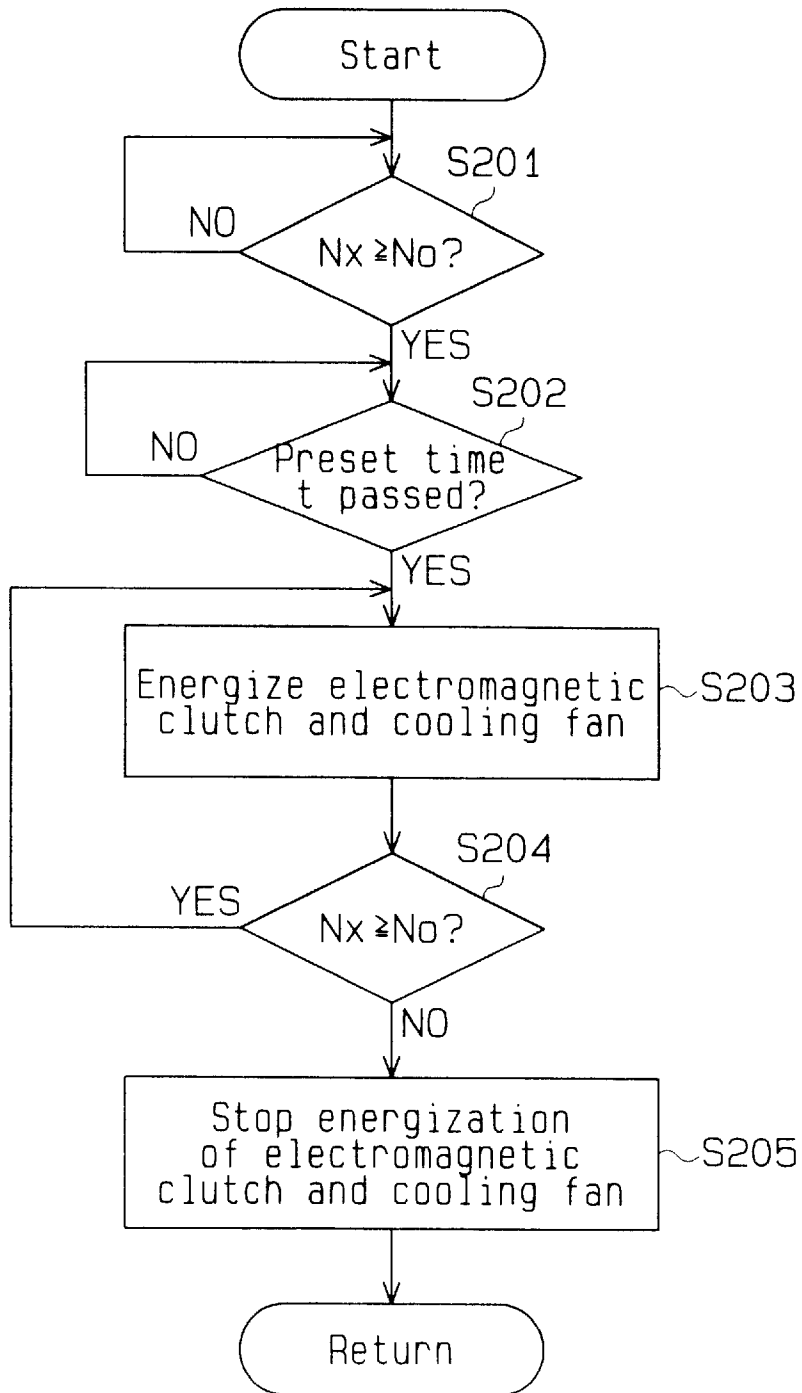 Start
S201
NO
Nx ≧No?
YES
S202
NO
Preset time
t passed?
YES
Energize electromagnetic
clutch and cooling fan
S203
S204
YES
Nx ≧No?
NO
Stop energization
of electromagnetic
clutch and cooling fan
S205
Return